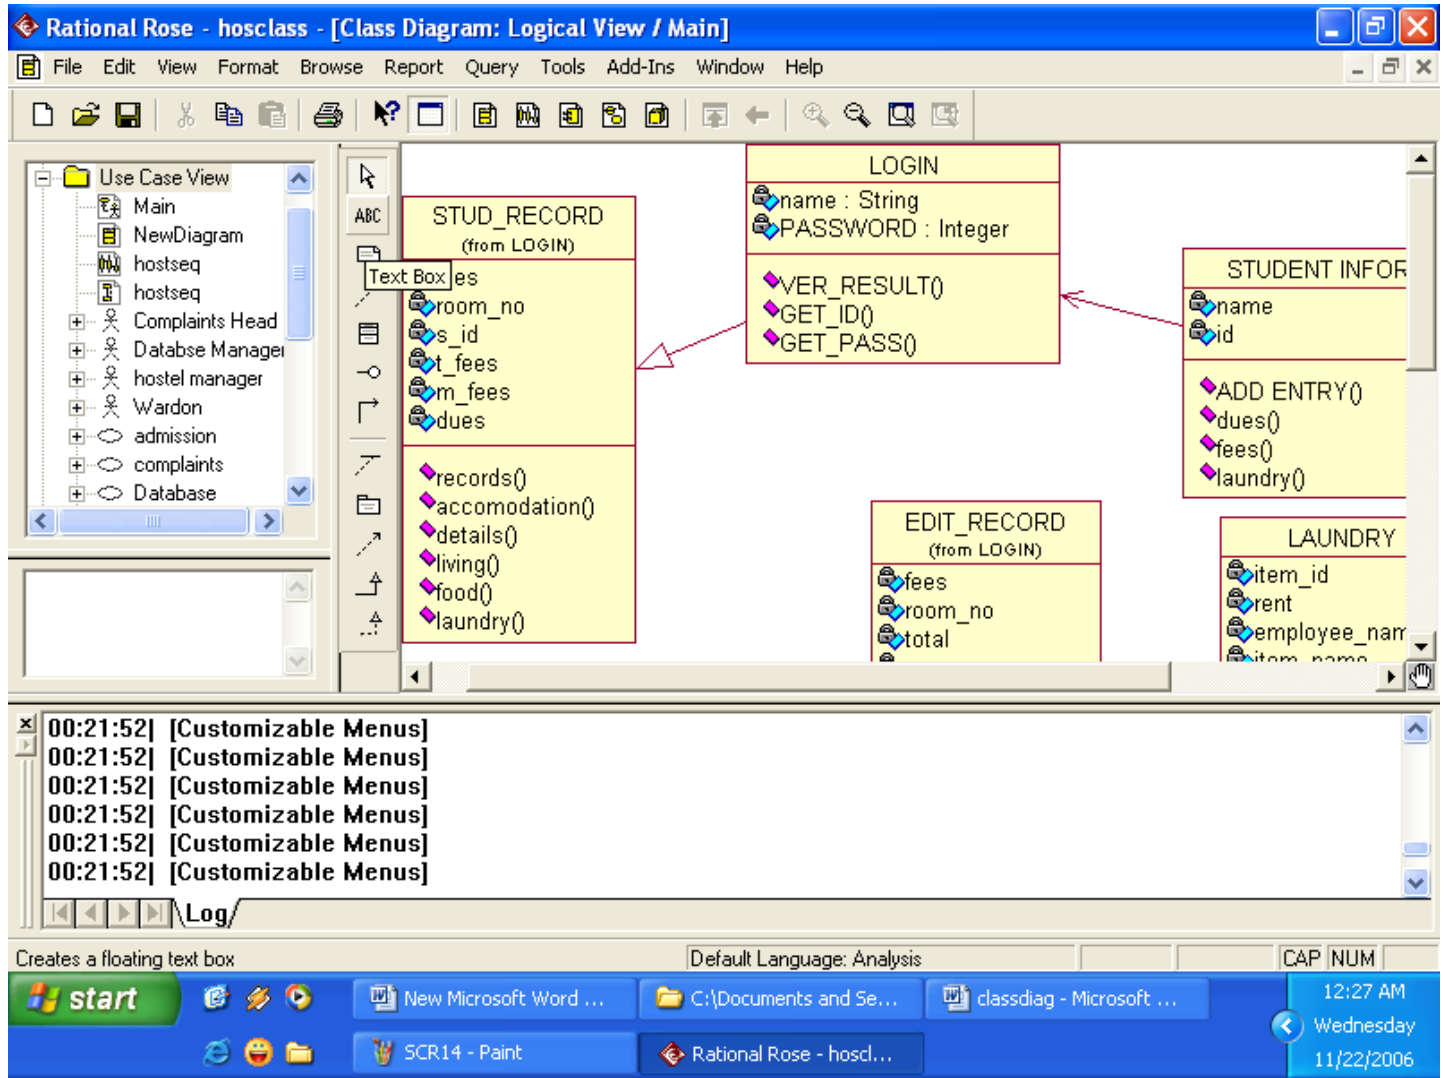 Rational Rose - hosclass - [Class Diagram: Logical View / Main]
File Edit View Format Browse Report Query Tools Add-Ins Window Help
Use Case View
Main
NewDiagram
hostseq
hostseq
Complaints Head
Databse Manager
hostel manager
Wardon
admission
complaints
Database
ABC
Text Box
STUD_RECORD
(from LOGIN)
room_no
s_id
t_fees
m_fees
dues
records()
accomodation()
details()
living()
food()
laundry()
LOGIN
name : String
PASSWORD : Integer
VER_RESULT()
GET_ID()
GET_PASS()
STUDENT INFOR
name
id
ADD ENTRY()
dues()
fees()
laundry()
EDIT_RECORD
(from LOGIN)
fees
room_no
total
LAUNDRY
item_id
rent
employee_nam
item_name
00:21:52| [Customizable Menus]
00:21:52| [Customizable Menus]
00:21:52| [Customizable Menus]
00:21:52| [Customizable Menus]
00:21:52| [Customizable Menus]
00:21:52| [Customizable Menus]
Log
Creates a floating text box
Default Language: Analysis
CAP NUM
start
New Microsoft Word ...
C:\Documents and Se...
classdiag - Microsoft ...
SCR14 - Paint
Rational Rose - hoscl...
12:27 AM
Wednesday
11/22/2006